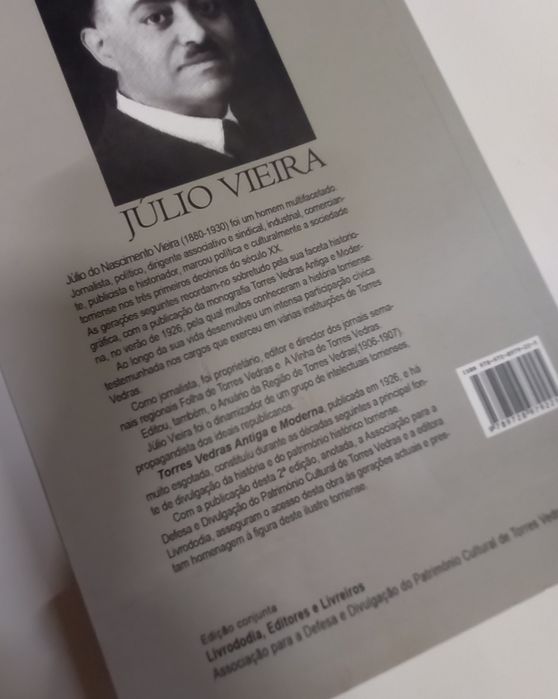 JÚLIO VIEIRA
Júlio do Nascimento Vieira (1880-1930) foi um homem multifacetado.
Jornalista, político, dirigente associativo e sindical, industrial, comercian-
te, publicista e historiador, marcou política e culturalmente a sociedade
torriense nos três primeiros decénios do século XX.
As gerações seguintes recordam-no sobretudo pela sua faceta historio-
gráfica, com a publicação da monografia Torres Vedras Antiga e Moder-
na, no verão de 1926, pela qual muitos conheceram a história torriense.
Ao longo da sua vida desenvolveu um intensa participação cívica
testemunhada nos cargos que exerceu em várias instituições de Torres
Vedras.
Como jornalista, foi proprietário, editor e director dos jornais sema-
nais regionais Folha de Torres Vedras e A Vinha de Torres Vedras.
Editou, também, o Anuário da Região de Torres Vedras(1906-1907).
Júlio Vieira foi o dinamizador de um grupo de intelectuais torrienses,
propagandista dos ideais republicanos.
Torres Vedras Antiga e Moderna, publicada em 1926, e há
muito esgotada, constituíu durante as décadas seguintes a principal fon-
te de divulgação da história e do património histórico torriense.
Com a publicação desta 2ª edição, anotada, a Associação para a
Defesa e Divulgação do Património Cultural de Torres Vedras e a editora
Livrododia, asseguram o acesso desta obra às gerações actuais e pres-
tam homenagem à figura deste ilustre torriense.
Edição conjunta
Livrododia, Editores e Livreiros
Associação para a Defesa e Divulgação do Património Cultural de Torres Vedr